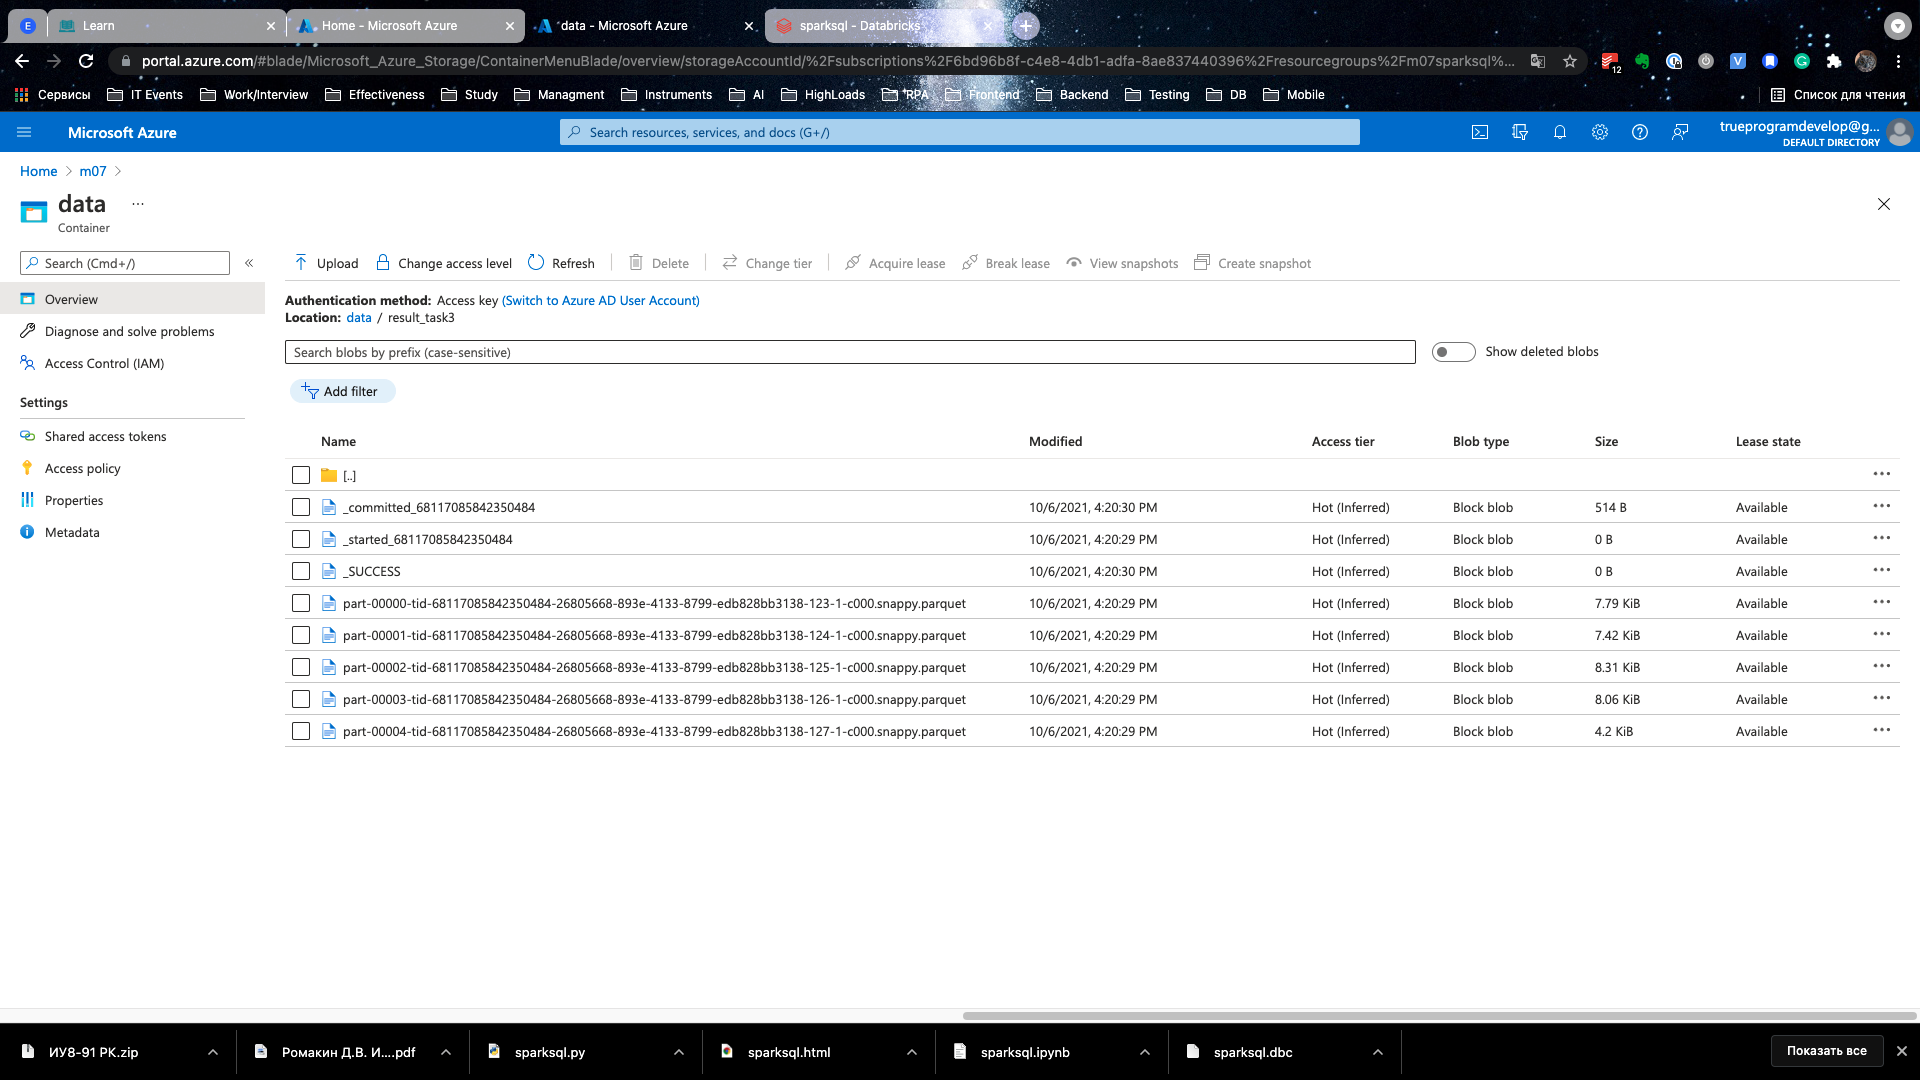 E
Learn
Home - Microsoft Azure
data - Microsoft Azure
sparksql - Databricks
portal.azure.com/#blade/Microsoft_Azure_Storage/ContainerMenuBlade/overview/storageAccountId/%2Fsubscriptions%2F6bd96b8f-c4e8-4db1-adfa-8ae837440396%2Fresourcegroups%2Fm07sparksql%...
12
Сервисы
IT Events
Work/Interview
Effectiveness
Study
Managment
Instruments
AI
HighLoads
RPA
Frontend
Backend
Testing
DB
Mobile
Список для чтения
Microsoft Azure
Search resources, services, and docs (G+/)
trueprogramdevelop@g...
DEFAULT DIRECTORY
Home > m07 >
data ...
Container
Search (Cmd+/)
«
Upload
Change access level
Refresh
Delete
Change tier
Acquire lease
Break lease
View snapshots
Create snapshot
Overview
Diagnose and solve problems
Access Control (IAM)
Settings
Shared access tokens
Access policy
Properties
Metadata
Authentication method: Access key (Switch to Azure AD User Account)
Location: data / result_task3
Search blobs by prefix (case-sensitive)
Show deleted blobs
Add filter
Name Modified Access tier Blob type Size Lease state
[..]
_committed_68117085842350484 10/6/2021, 4:20:30 PM Hot (Inferred) Block blob 514 B Available
_started_68117085842350484 10/6/2021, 4:20:29 PM Hot (Inferred) Block blob 0 B Available
_SUCCESS 10/6/2021, 4:20:30 PM Hot (Inferred) Block blob 0 B Available
part-00000-tid-68117085842350484-26805668-893e-4133-8799-edb828bb3138-123-1-c000.snappy.parquet 10/6/2021, 4:20:29 PM Hot (Inferred) Block blob 7.79 KiB Available
part-00001-tid-68117085842350484-26805668-893e-4133-8799-edb828bb3138-124-1-c000.snappy.parquet 10/6/2021, 4:20:29 PM Hot (Inferred) Block blob 7.42 KiB Available
part-00002-tid-68117085842350484-26805668-893e-4133-8799-edb828bb3138-125-1-c000.snappy.parquet 10/6/2021, 4:20:29 PM Hot (Inferred) Block blob 8.31 KiB Available
part-00003-tid-68117085842350484-26805668-893e-4133-8799-edb828bb3138-126-1-c000.snappy.parquet 10/6/2021, 4:20:29 PM Hot (Inferred) Block blob 8.06 KiB Available
part-00004-tid-68117085842350484-26805668-893e-4133-8799-edb828bb3138-127-1-c000.snappy.parquet 10/6/2021, 4:20:29 PM Hot (Inferred) Block blob 4.2 KiB Available
ИУ8-91 РК.zip
Ромакин Д.В. И....pdf
sparksql.py
sparksql.html
sparksql.ipynb
sparksql.dbc
Показать все